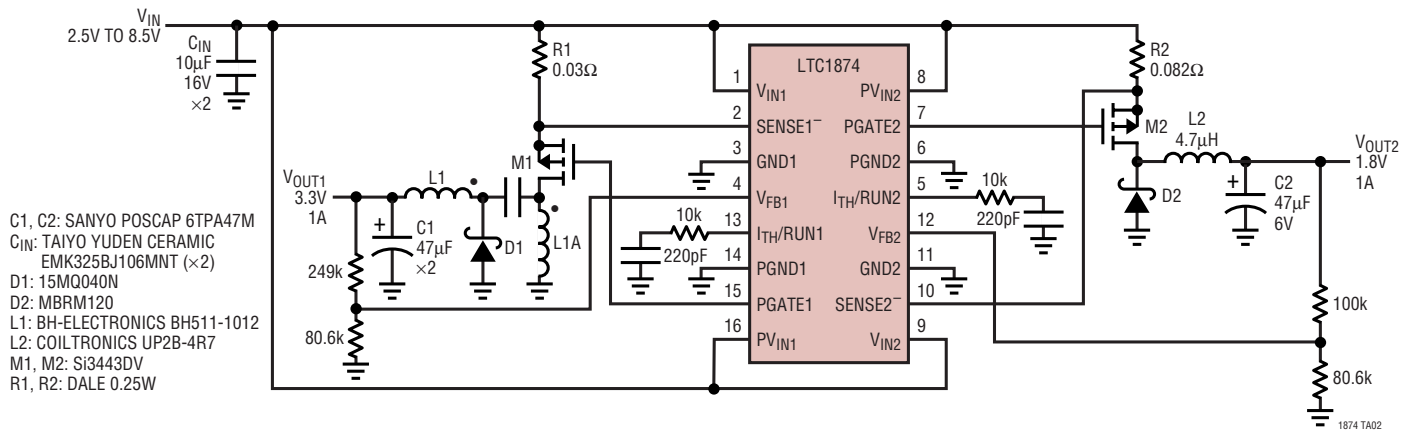 VIN
2.5V TO 8.5V
CIN
10µF
16V
×2
R1
0.03Ω
LTC1874
R2
0.082Ω
1
VIN1
PVIN2
8
2
SENSE1–
PGATE2
7
3
GND1
PGND2
6
4
VFB1
ITH/RUN2
5
13
ITH/RUN1
VFB2
12
14
PGND1
GND2
11
15
PGATE1
SENSE2–
10
16
PVIN1
VIN2
9
M1
M2
L2
4.7µH
VOUT2
1.8V
1A
D2
+
C2
47µF
6V
10k
220pF
100k
80.6k
VOUT1
3.3V
1A
L1
+
C1
47µF
×2
D1
L1A
10k
220pF
249k
80.6k
C1, C2: SANYO POSCAP 6TPA47M
CIN: TAIYO YUDEN CERAMIC
EMK325BJ106MNT (×2)
D1: 15MQ040N
D2: MBRM120
L1: BH-ELECTRONICS BH511-1012
L2: COILTRONICS UP2B-4R7
M1, M2: Si3443DV
R1, R2: DALE 0.25W
1874 TA02